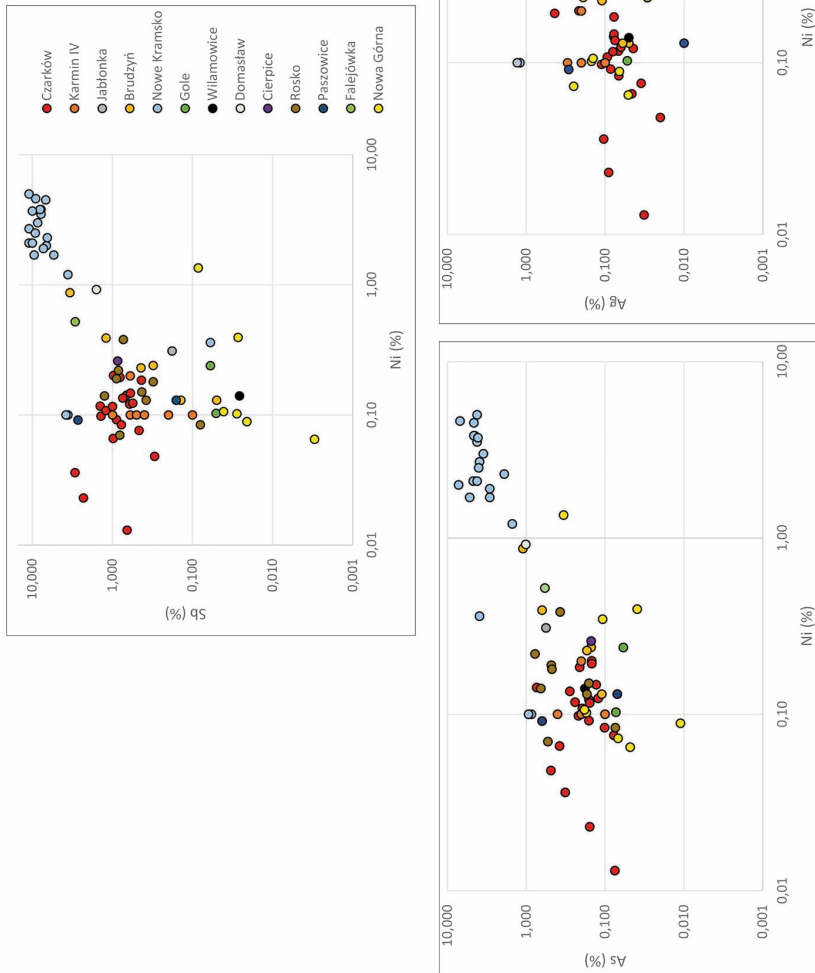 10,000
1,000
0,100
0,010
0,001
Sb (%)
0,01
0,10
1,00
10,00
Ni (%)
Czarków
Karmin IV
Jabłonka
Brudzyń
Nowe Kramsko
Gole
Wilamowice
Domasław
Cierpice
Rosko
Paszowice
Falejówka
Nowa Górna
10,000
1,000
0,100
0,010
0,001
As (%)
0,01
0,10
1,00
10,00
Ni (%)
10,000
1,000
0,100
0,010
0,001
Ag (%)
0,01
0,10
Ni (%)